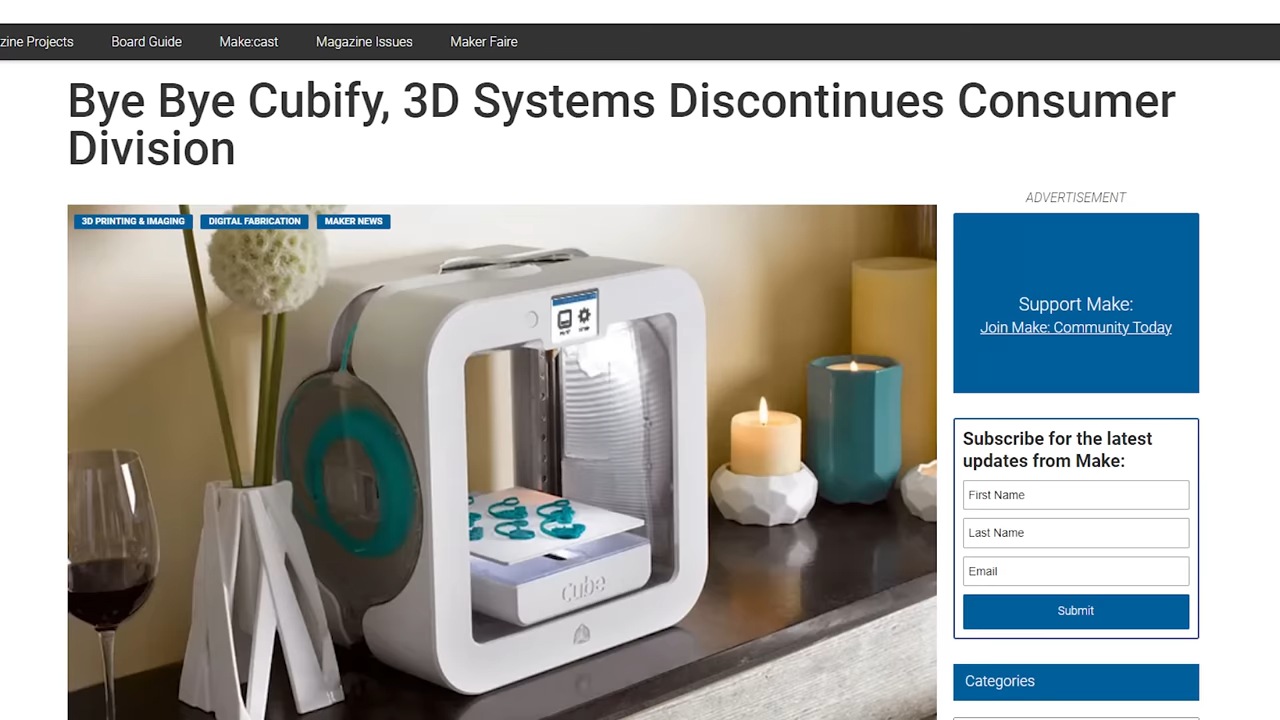 zine Projects
Board Guide
Make:cast
Magazine Issues
Maker Faire
Bye Bye Cubify, 3D Systems Discontinues Consumer
Division
3D PRINTING & IMAGING
DIGITAL FABRICATION
MAKER NEWS
Cube
ADVERTISEMENT
Support Make:
Join Make: Community Today
Subscribe for the latest
updates from Make:
First Name
Last Name
Email
Submit
Categories